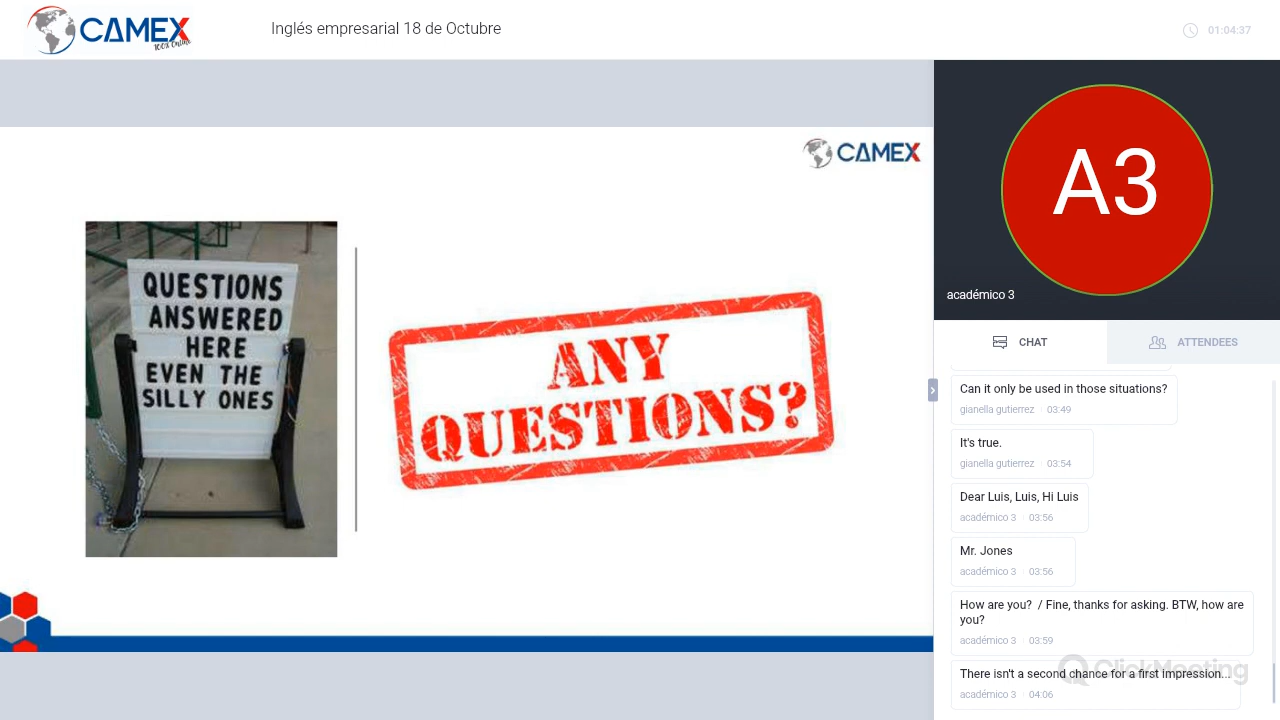 CAMEX
100% Online
Inglés empresarial 18 de Octubre
01:04:37
CAMEX
QUESTIONS
ANSWERED
HERE
EVEN THE
SILLY ONES
ANY
QUESTIONS?
A3
académico 3
CHAT
ATTENDEES
Can it only be used in those situations?
gianella gutierrez · 03:49
It's true.
gianella gutierrez · 03:54
Dear Luis, Luis, Hi Luis
académico 3 · 03:56
Mr. Jones
académico 3 · 03:56
How are you?  / Fine, thanks for asking. BTW, how are
you?
académico 3 · 03:59
There isn't a second chance for a first impression...
académico 3 · 04:06
ClickMeeting